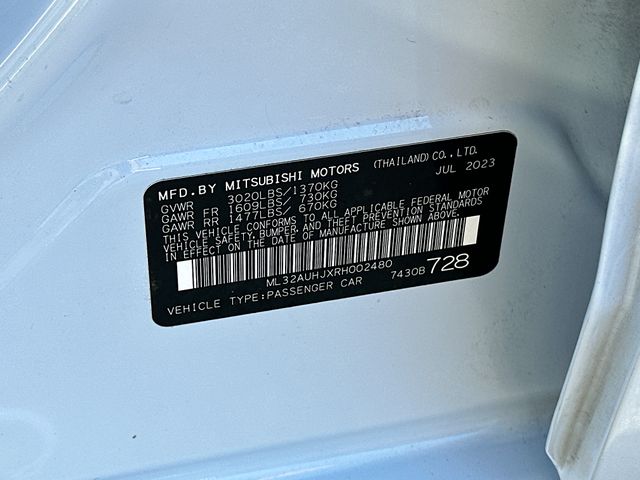 MFD. BY MITSUBISHI MOTORS (THAILAND) CO., LTD.
JUL 2023
GVWR 3020LBS/1370KG
GAWR FR 1609LBS/ 730KG
GAWR RR 1477LBS/ 670KG
THIS VEHICLE CONFORMS TO ALL APPLICABLE FEDERAL MOTOR
VEHICLE SAFETY, BUMPER, AND THEFT PREVENTION STANDARDS
IN EFFECT ON THE DATE OF MANUFACTURE SHOWN ABOVE.
ML32AUHJXRH002480
VEHICLE TYPE:PASSENGER CAR 7430B 728